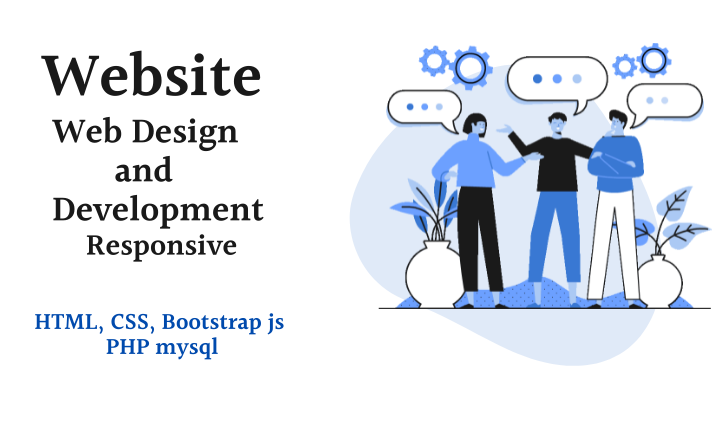 Website
Web Design
and
Development
Responsive
HTML, CSS, Bootstrap js
PHP mysql